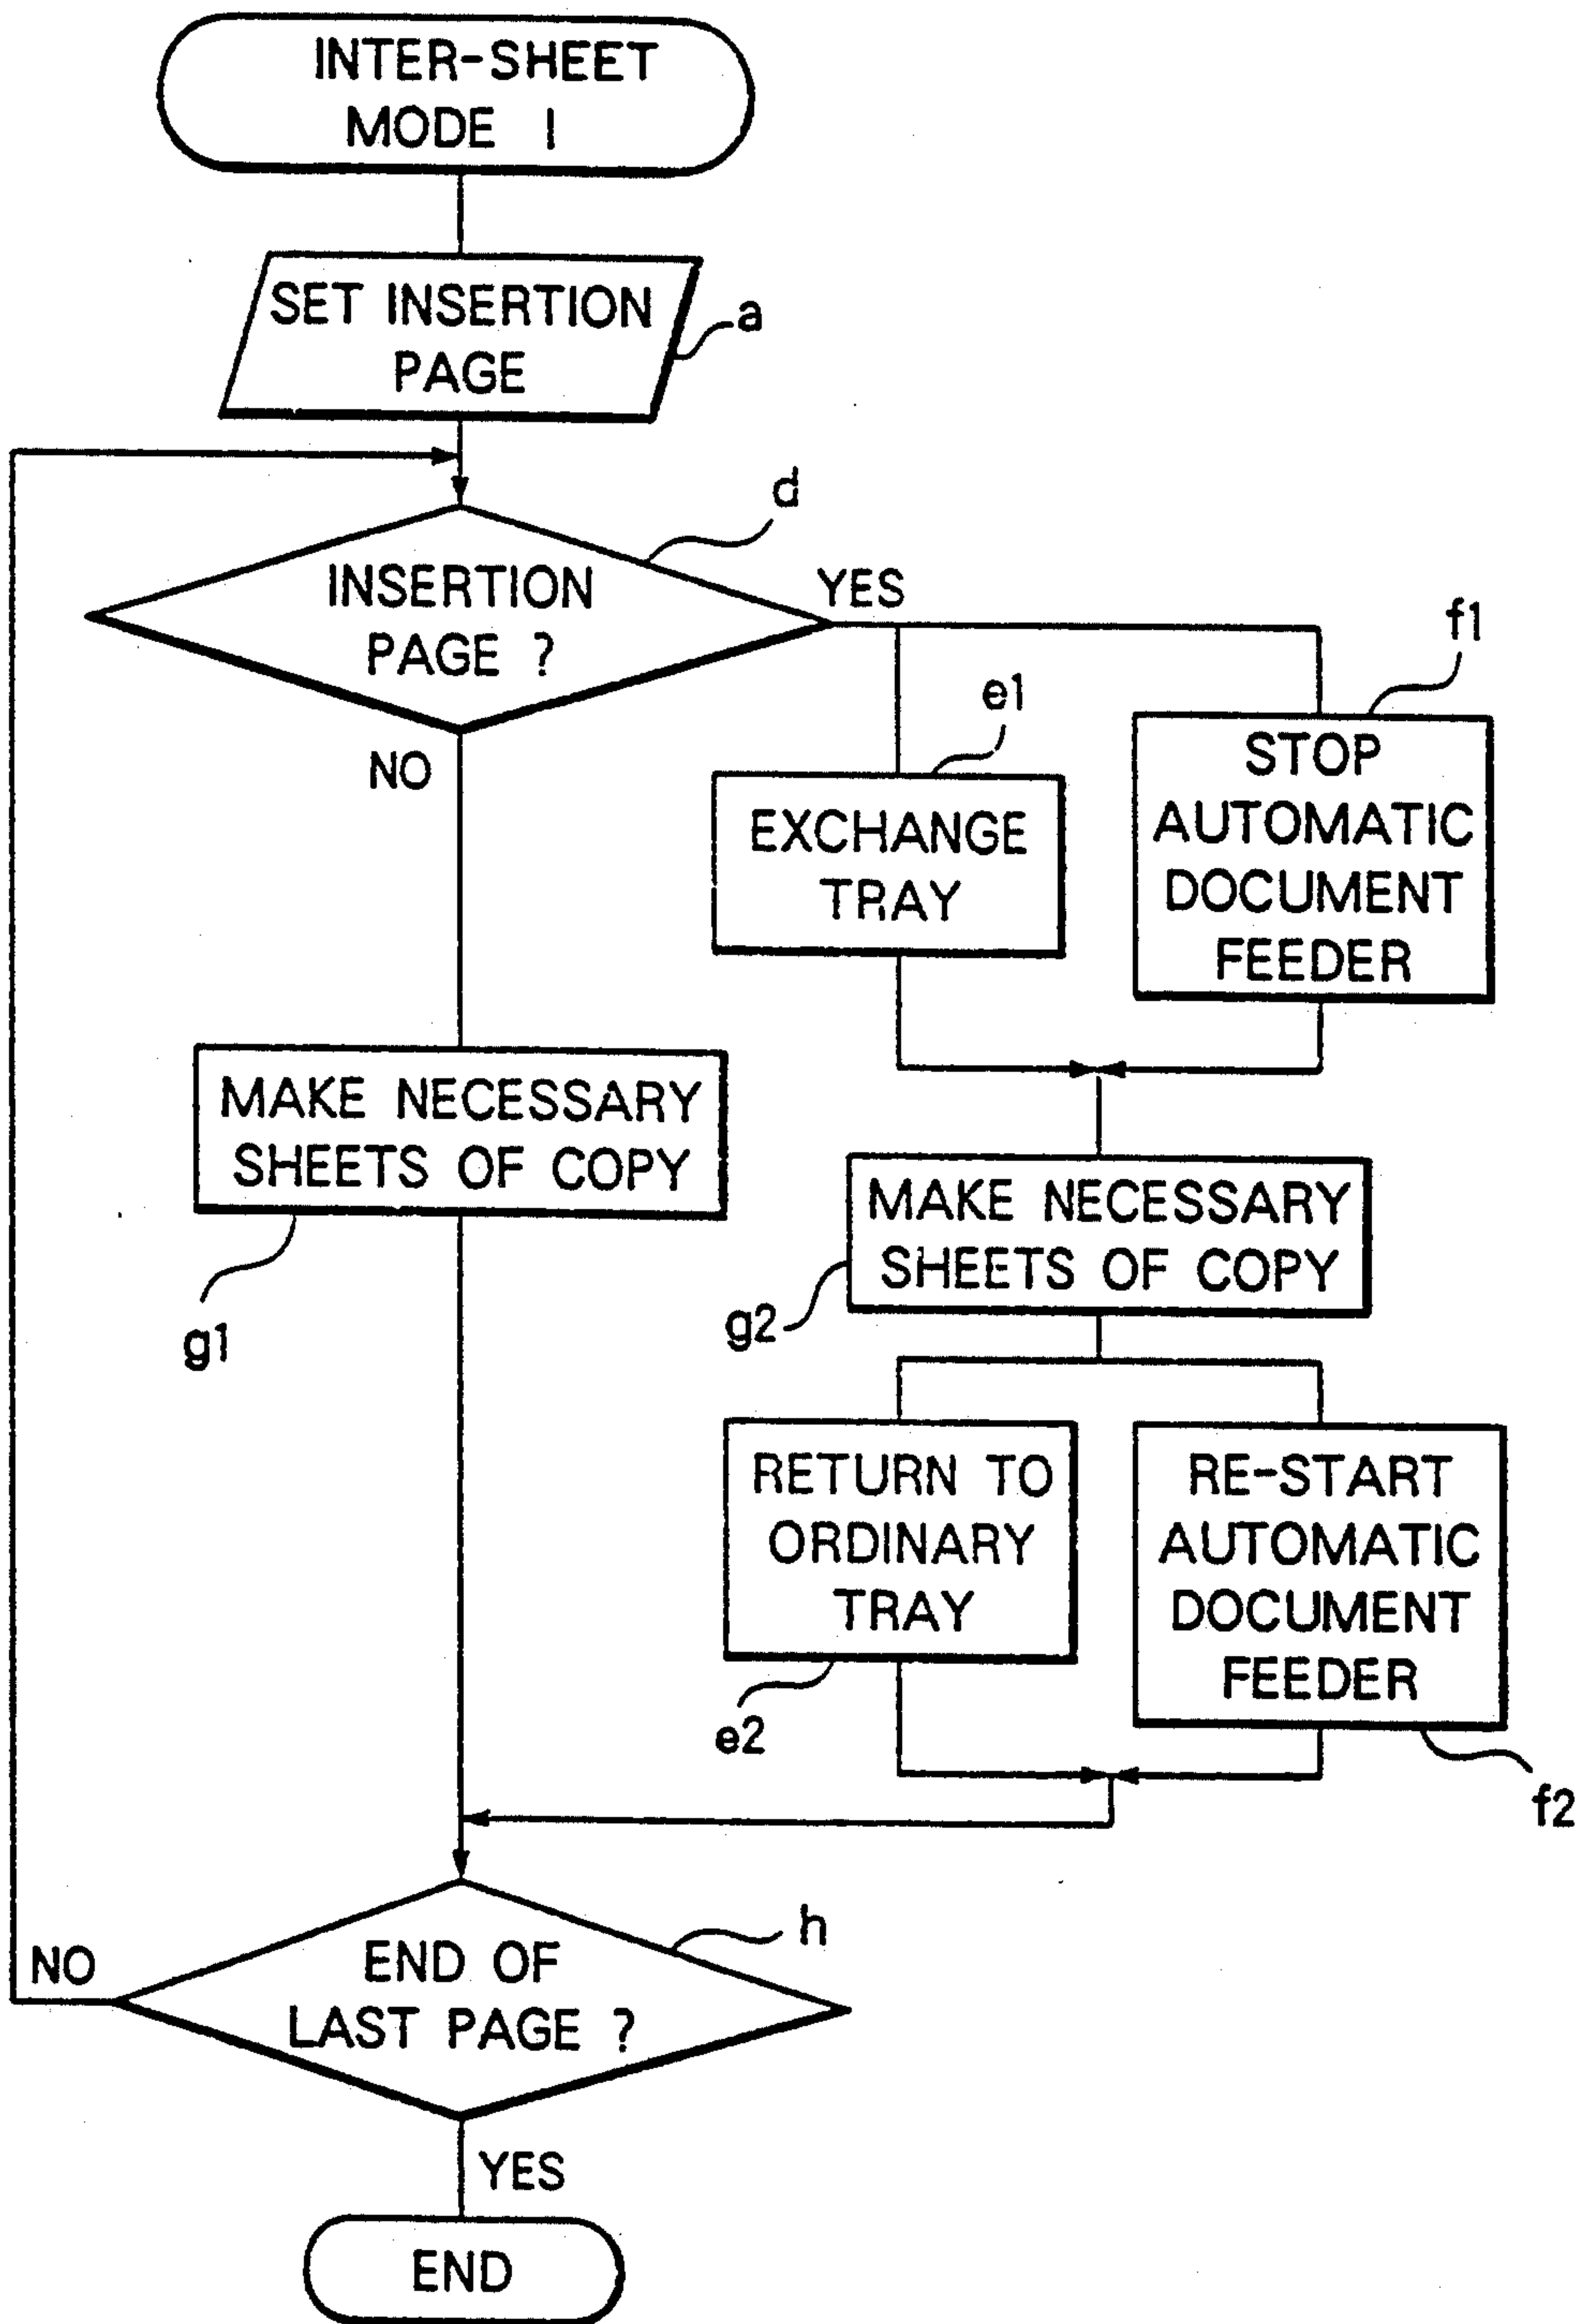 INTER-SHEET
MODE 1
SET INSERTION
PAGE
a
d
INSERTION
PAGE ?
YES
NO
f1
STOP
AUTOMATIC
DOCUMENT
FEEDER
e1
EXCHANGE
TRAY
MAKE NECESSARY
SHEETS OF COPY
g1
MAKE NECESSARY
SHEETS OF COPY
g2
RETURN TO
ORDINARY
TRAY
e2
RE-START
AUTOMATIC
DOCUMENT
FEEDER
f2
h
END OF
LAST PAGE ?
NO
YES
END